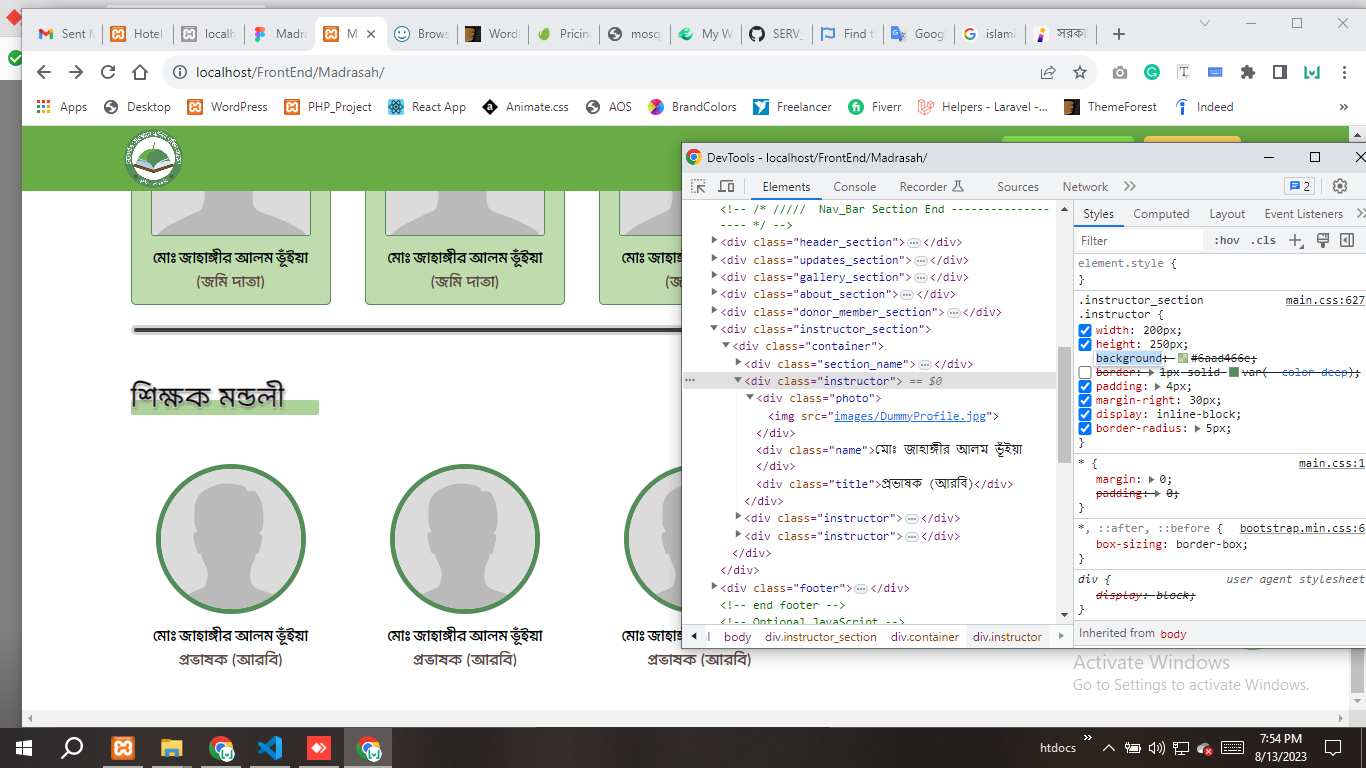 Sent M
Hotel
localh
Madra
M
Brows
Wordl
Pricin
mosq
My W
SERV_
Find t
Goog
islami
সরকা
localhost/FrontEnd/Madrasah/
Apps
Desktop
WordPress
PHP_Project
React App
Animate.css
AOS
BrandColors
Freelancer
Fiverr
Helpers - Laravel -...
ThemeForest
Indeed
»
মোঃ জাহাঙ্গীর আলম ভূঁইয়া
(জমি দাতা)
মোঃ জাহাঙ্গীর আলম ভূঁইয়া
(জমি দাতা)
মোঃ জাহ
(জ
শিক্ষক মন্ডলী
মোঃ জাহাঙ্গীর আলম ভূঁইয়া
প্রভাষক (আরবি)
মোঃ জাহাঙ্গীর আলম ভূঁইয়া
প্রভাষক (আরবি)
মোঃ জাহ
প্রভাষক (আরবি)
DevTools - localhost/FrontEnd/Madrasah/
Elements
Console
Recorder
Sources
Network
2
<!-- /* ///// Nav_Bar Section End ---------------
---- */ -->
<div class="header_section">…</div>
<div class="updates_section">…</div>
<div class="gallery_section">…</div>
<div class="about_section">…</div>
<div class="donor_member_section">…</div>
<div class="instructor_section">
<div class="container">
<div class="section_name">…</div>
<div class="instructor"> == $0
<div class="photo">
<img src="images/DummyProfile.jpg">
</div>
<div class="name">মোঃ জাহাঙ্গীর আলম ভূঁইয়া
</div>
<div class="title">প্রভাষক (আরবি)</div>
</div>
<div class="instructor">…</div>
<div class="instructor">…</div>
</div>
</div>
<div class="footer">…</div>
<!-- end footer -->
<!-- Optional JavaScript -->
body
div.instructor_section
div.container
div.instructor
Styles
Computed
Layout
Event Listeners
Filter
:hov
.cls
element.style {
}
.instructor_section main.css:627
.instructor {
width: 200px;
height: 250px;
background: #6aad466e;
border: 1px solid var(--color_deep);
padding: 4px;
margin-right: 30px;
display: inline-block;
border-radius: 5px;
}
* { main.css:1
margin: 0;
padding: 0;
}
*, ::after, ::before { bootstrap.min.css:6
box-sizing: border-box;
}
div { user agent stylesheet
display: block;
}
Inherited from body
Activate Windows
Go to Settings to activate Windows.
htdocs
»
7:54 PM
8/13/2023